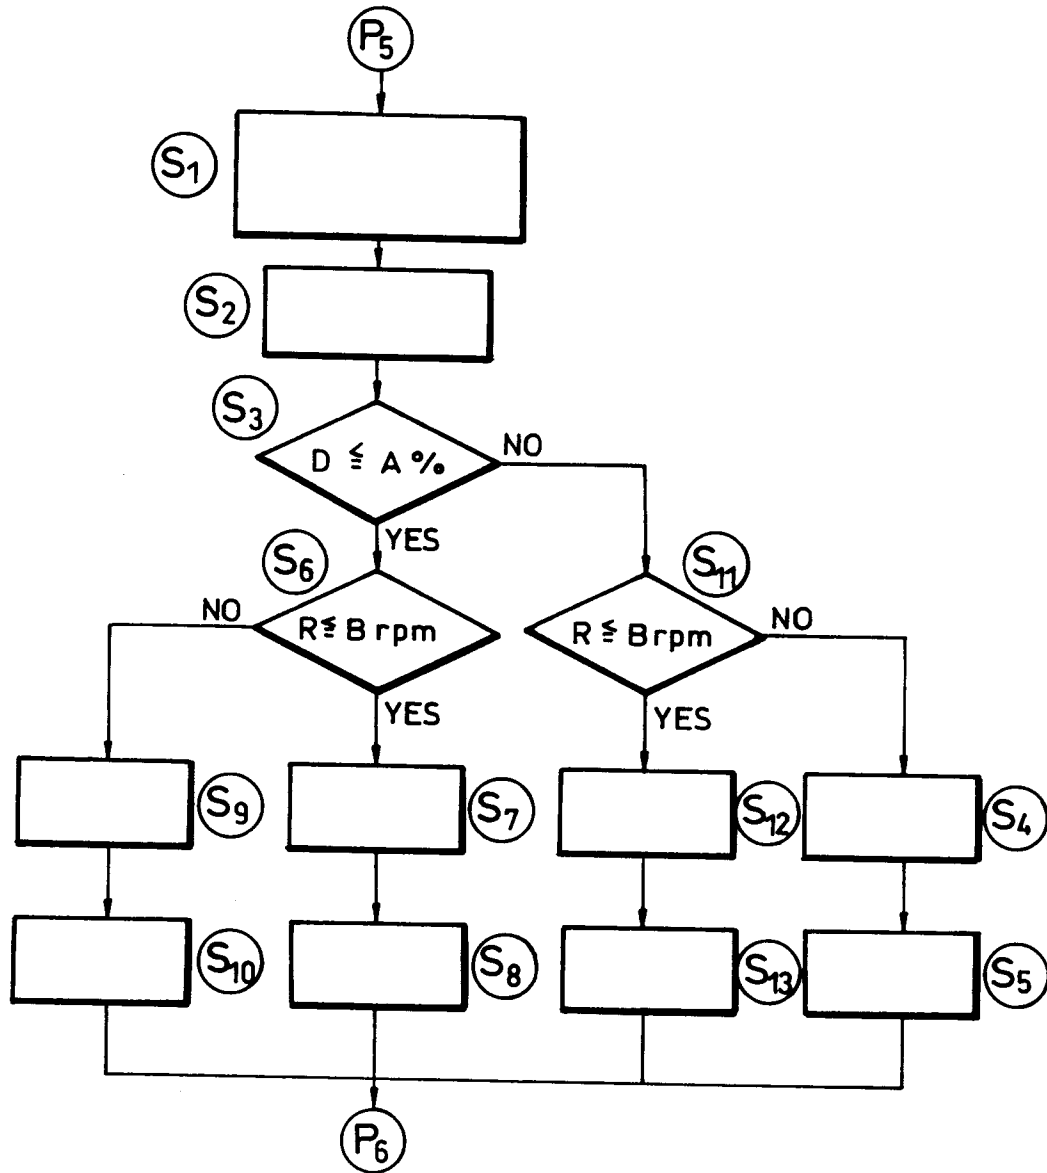 P5
S1
S2
S3
D ≦ A %
NO
YES
S6
S11
NO
R ≦ B rpm
R ≦ B rpm
NO
YES
YES
S9
S7
S12
S4
S10
S8
S13
S5
P6